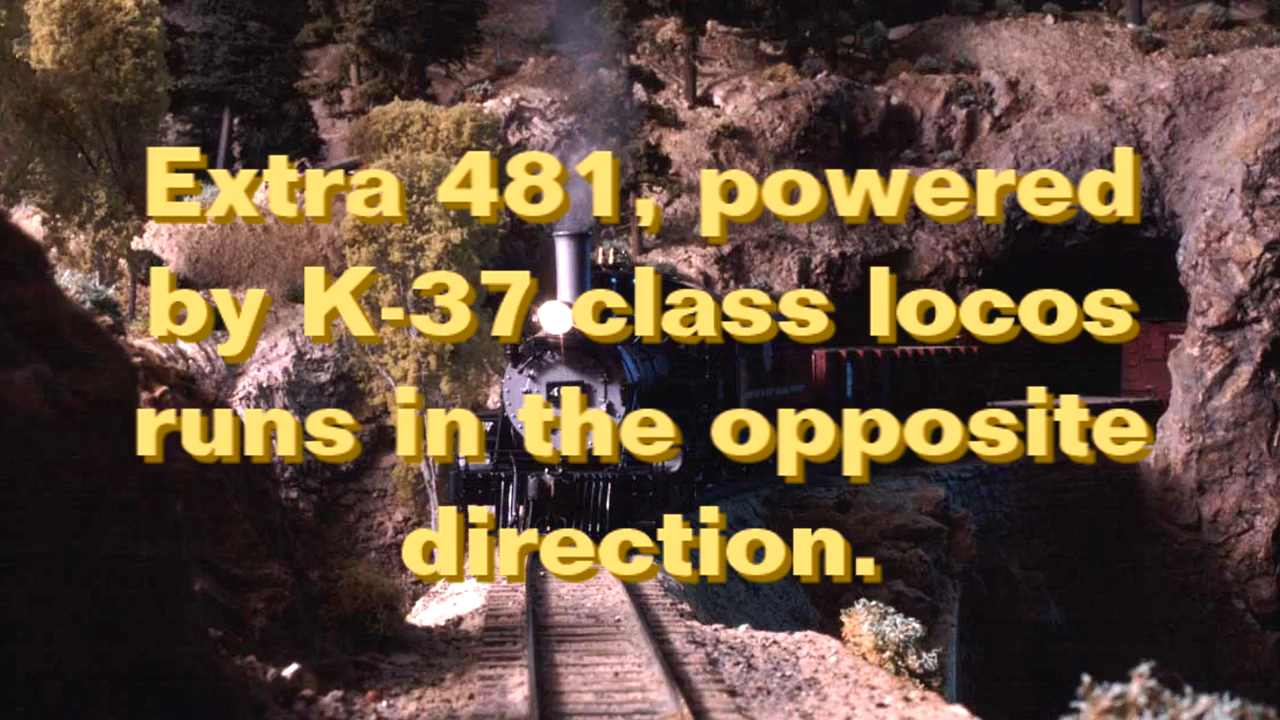 Extra 481, powered
by K-37 class locos
runs in the opposite
direction.